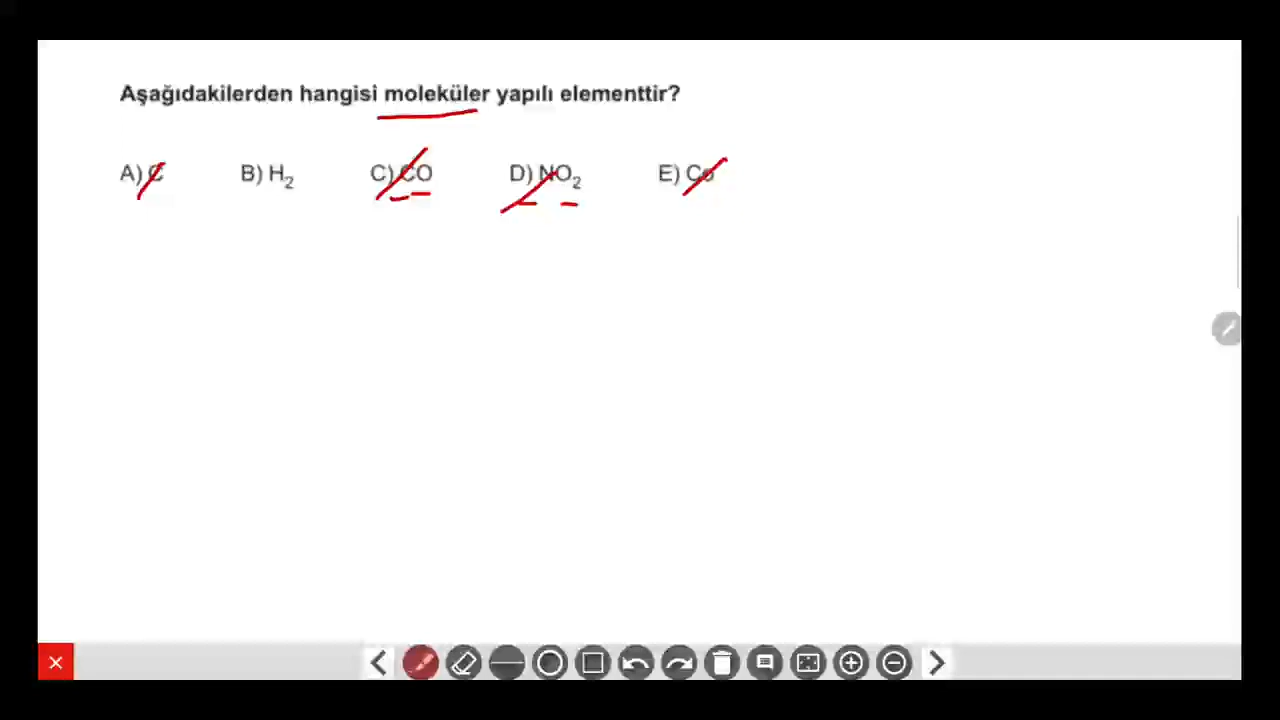 Aşağıdakilerden hangisi moleküler yapılı elementtir?
A) C B) H₂ C) CO D) NO₂ E) Co